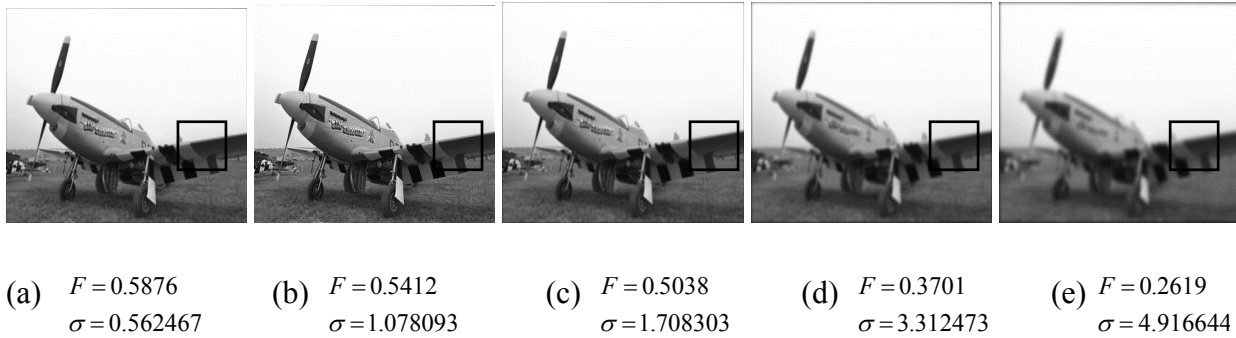 (a) F = 0.5876
σ = 0.562467
(b) F = 0.5412
σ = 1.078093
(c) F = 0.5038
σ = 1.708303
(d) F = 0.3701
σ = 3.312473
(e) F = 0.2619
σ = 4.916644